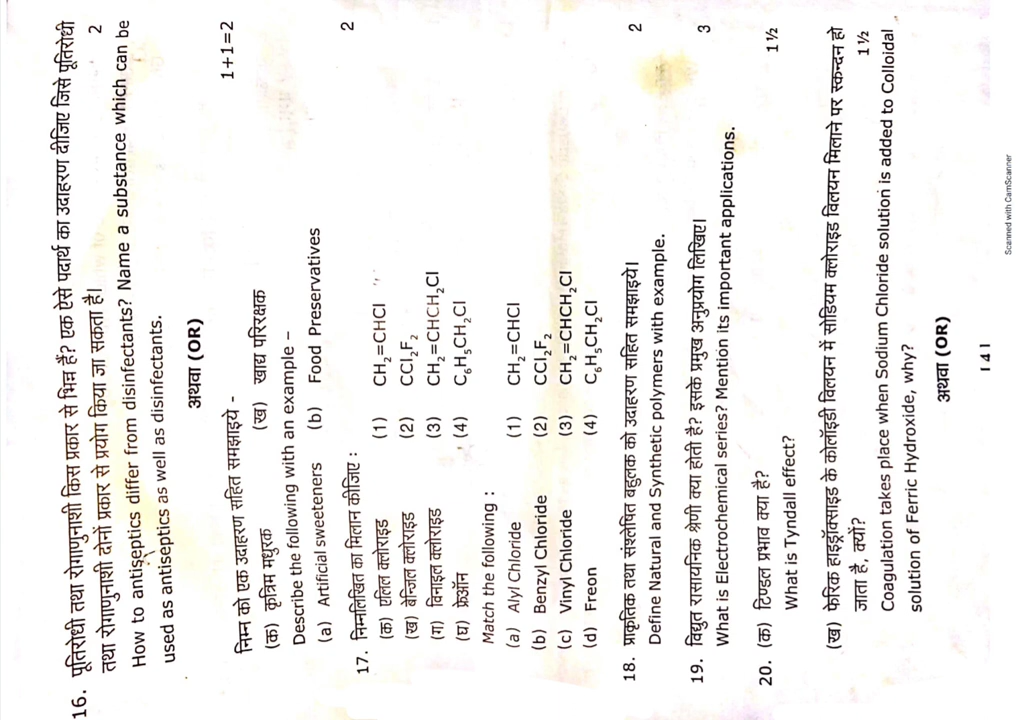 16. पूतिरोधी तथा रोगाणुनाशी किस प्रकार से भिन्न हैं? एक ऐसे पदार्थ का उदाहरण दीजिए जिसे पूतिरोधी
तथा रोगाणुनाशी दोनों प्रकार से प्रयोग किया जा सकता है। 2
How to antiseptics differ from disinfectants? Name a substance which can be
used as antiseptics as well as disinfectants.
अथवा (OR)
निम्न को एक उदाहरण सहित समझाइये - 1+1=2
(क) कृत्रिम मधुरक (ख) खाद्य परिरक्षक
Describe the following with an example –
(a) Artificial sweeteners (b) Food Preservatives
17. निम्नलिखित का मिलान कीजिए : 2
(क) एलिल क्लोराइड (1) CH₂=CHCl
(ख) बेन्जिल क्लोराइड (2) CCl₂F₂
(ग) विनाइल क्लोराइड (3) CH₂=CHCH₂Cl
(घ) फ्रेऑन (4) C₆H₅CH₂Cl
Match the following :
(a) Alyl Chloride (1) CH₂=CHCl
(b) Benzyl Chloride (2) CCl₂F₂
(c) Vinyl Chloride (3) CH₂=CHCH₂Cl
(d) Freon (4) C₆H₅CH₂Cl
18. प्राकृतिक तथा संश्लेषित बहुलक को उदाहरण सहित समझाइये। 2
Define Natural and Synthetic polymers with example.
19. विद्युत रासायनिक श्रेणी क्या होती है? इसके प्रमुख अनुप्रयोग लिखिए। 3
What is Electrochemical series? Mention its important applications.
20. (क) टिण्डल प्रभाव क्या है? 1½
What is Tyndall effect?
(ख) फेरिक हाइड्रॉक्साइड के कोलॉइडी विलयन में सोडियम क्लोराइड विलयन मिलाने पर स्कन्दन हो
जाता है, क्यों? 1½
Coagulation takes place when Sodium Chloride solution is added to Colloidal
solution of Ferric Hydroxide, why?
अथवा (OR)
141
Scanned with CamScanner